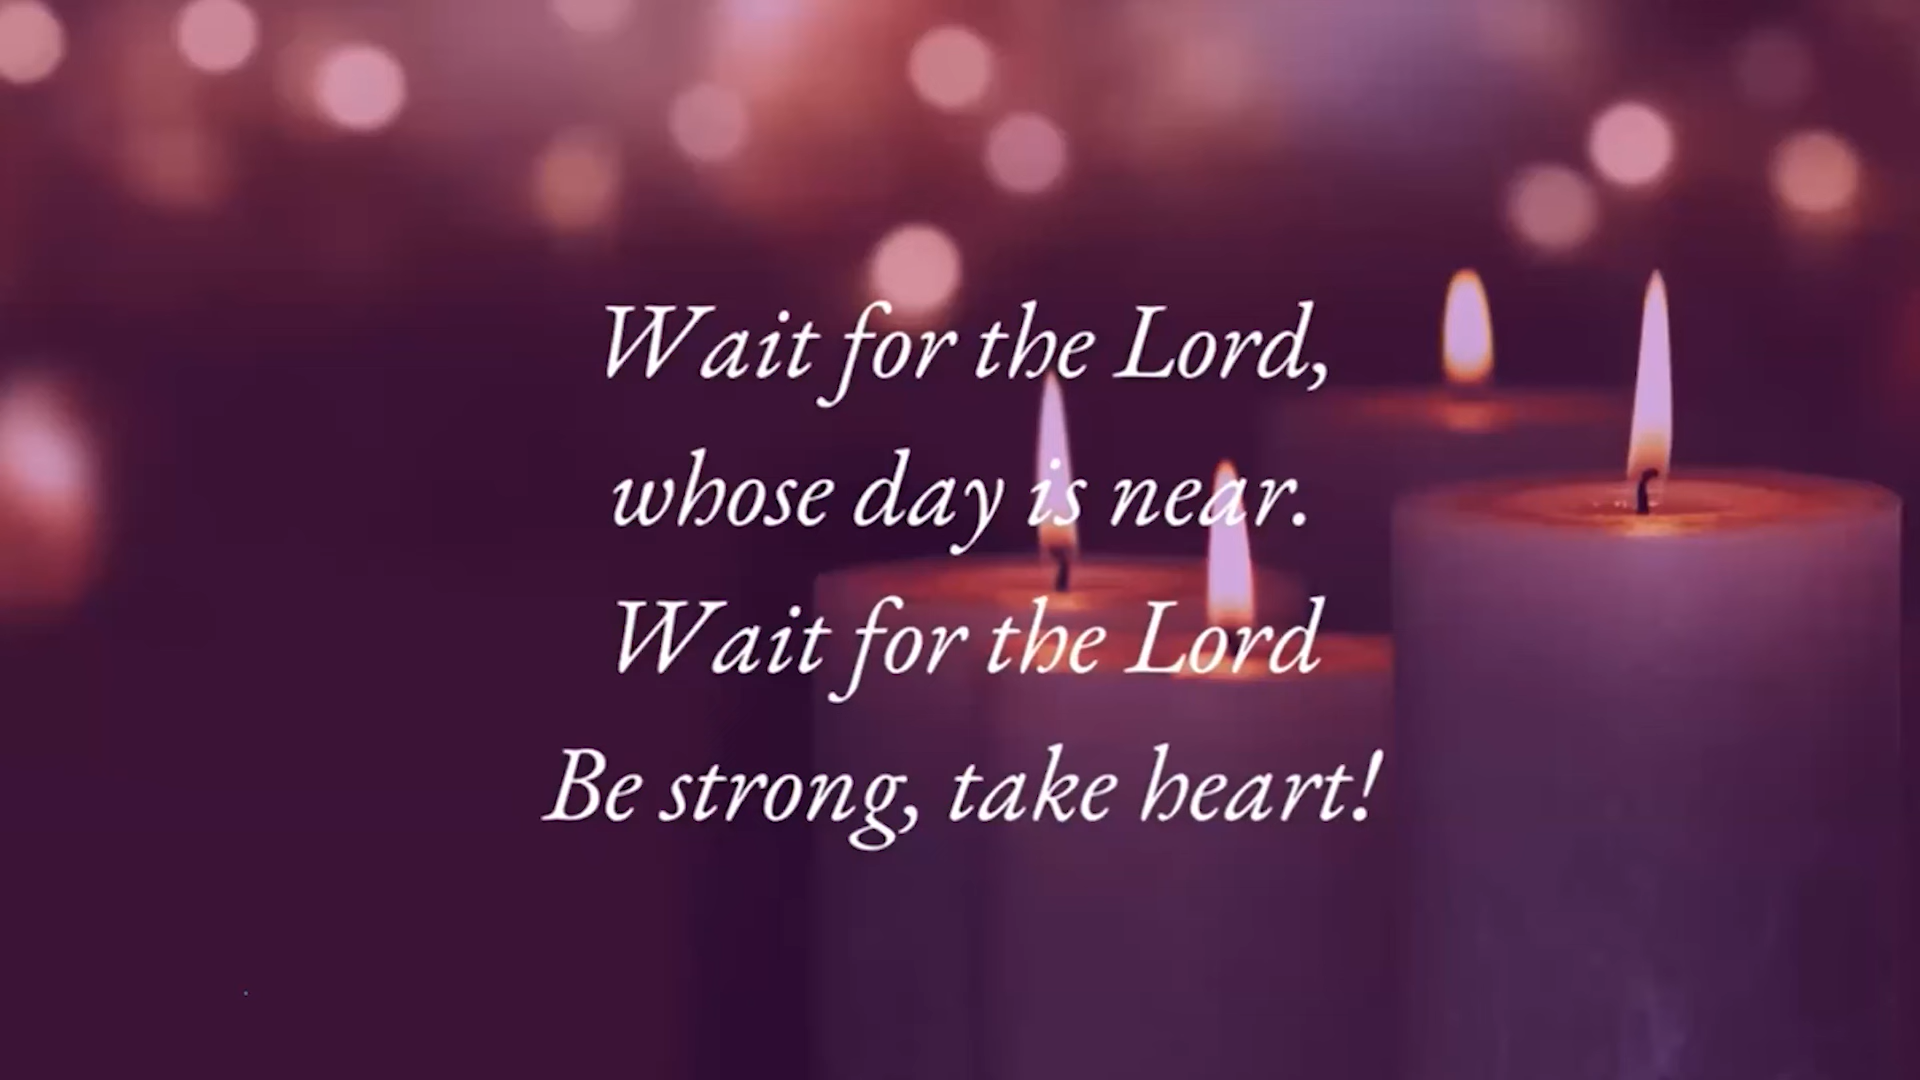 Wait for the Lord,
whose day is near.
Wait for the Lord
Be strong, take heart!